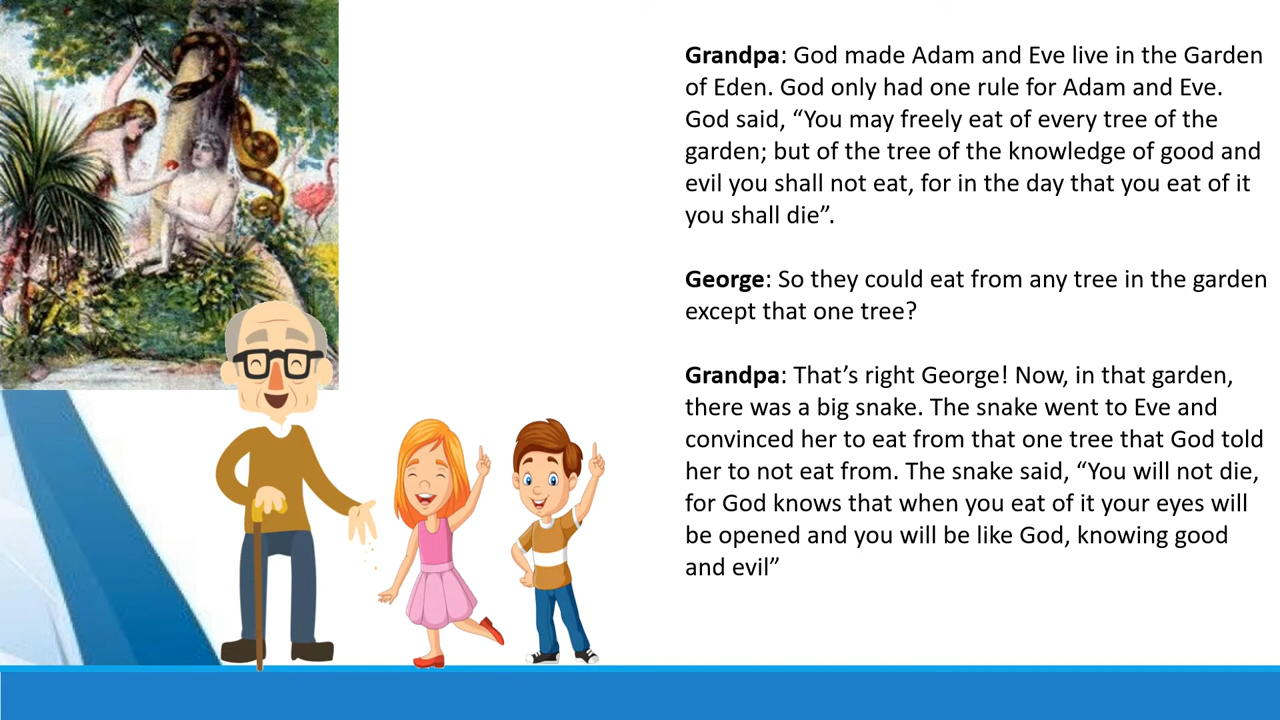 Grandpa: God made Adam and Eve live in the Garden
of Eden. God only had one rule for Adam and Eve.
God said, “You may freely eat of every tree of the
garden; but of the tree of the knowledge of good and
evil you shall not eat, for in the day that you eat of it
you shall die”.
George: So they could eat from any tree in the garden
except that one tree?
Grandpa: That’s right George! Now, in that garden,
there was a big snake. The snake went to Eve and
convinced her to eat from that one tree that God told
her to not eat from. The snake said, “You will not die,
for God knows that when you eat of it your eyes will
be opened and you will be like God, knowing good
and evil”